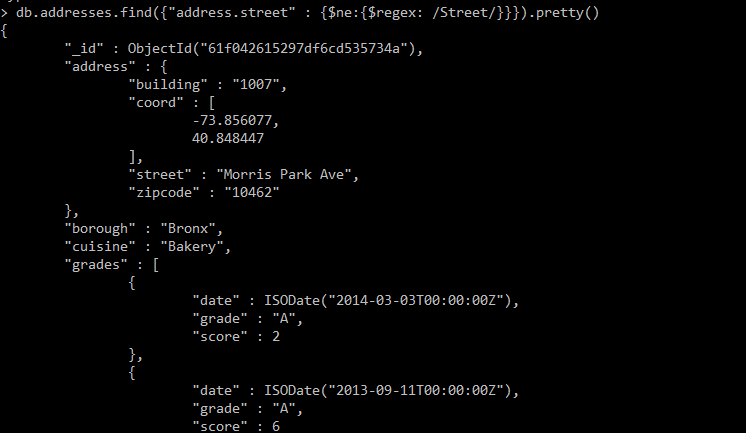 > db.addresses.find({"address.street" : {$ne:{$regex: /Street/}}}).pretty()
{
"_id" : ObjectId("61f042615297df6cd535734a"),
"address" : {
"building" : "1007",
"coord" : [
-73.856077,
40.848447
],
"street" : "Morris Park Ave",
"zipcode" : "10462"
},
"borough" : "Bronx",
"cuisine" : "Bakery",
"grades" : [
{
"date" : ISODate("2014-03-03T00:00:00Z"),
"grade" : "A",
"score" : 2
},
{
"date" : ISODate("2013-09-11T00:00:00Z"),
"grade" : "A",
"score" : 6